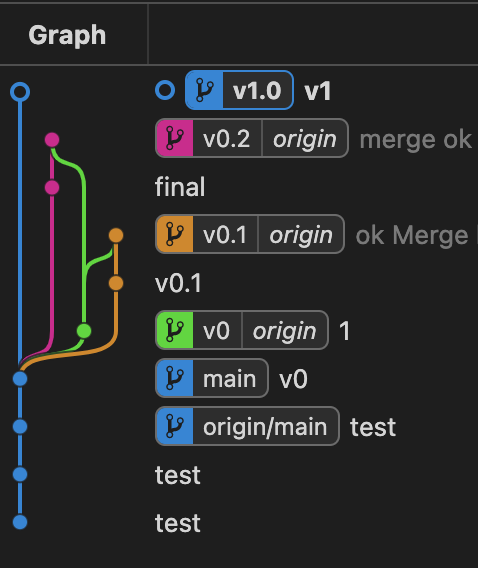 Graph
v1.0 v1
v0.2 origin merge ok
final
v0.1 origin ok Merge
v0.1
v0 origin 1
main v0
origin/main test
test
test